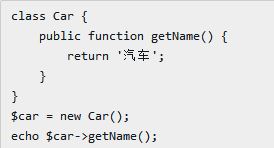 class Car {
    public function getName() {
        return '汽车';
    }
}
$car = new Car();
echo $car->getName();